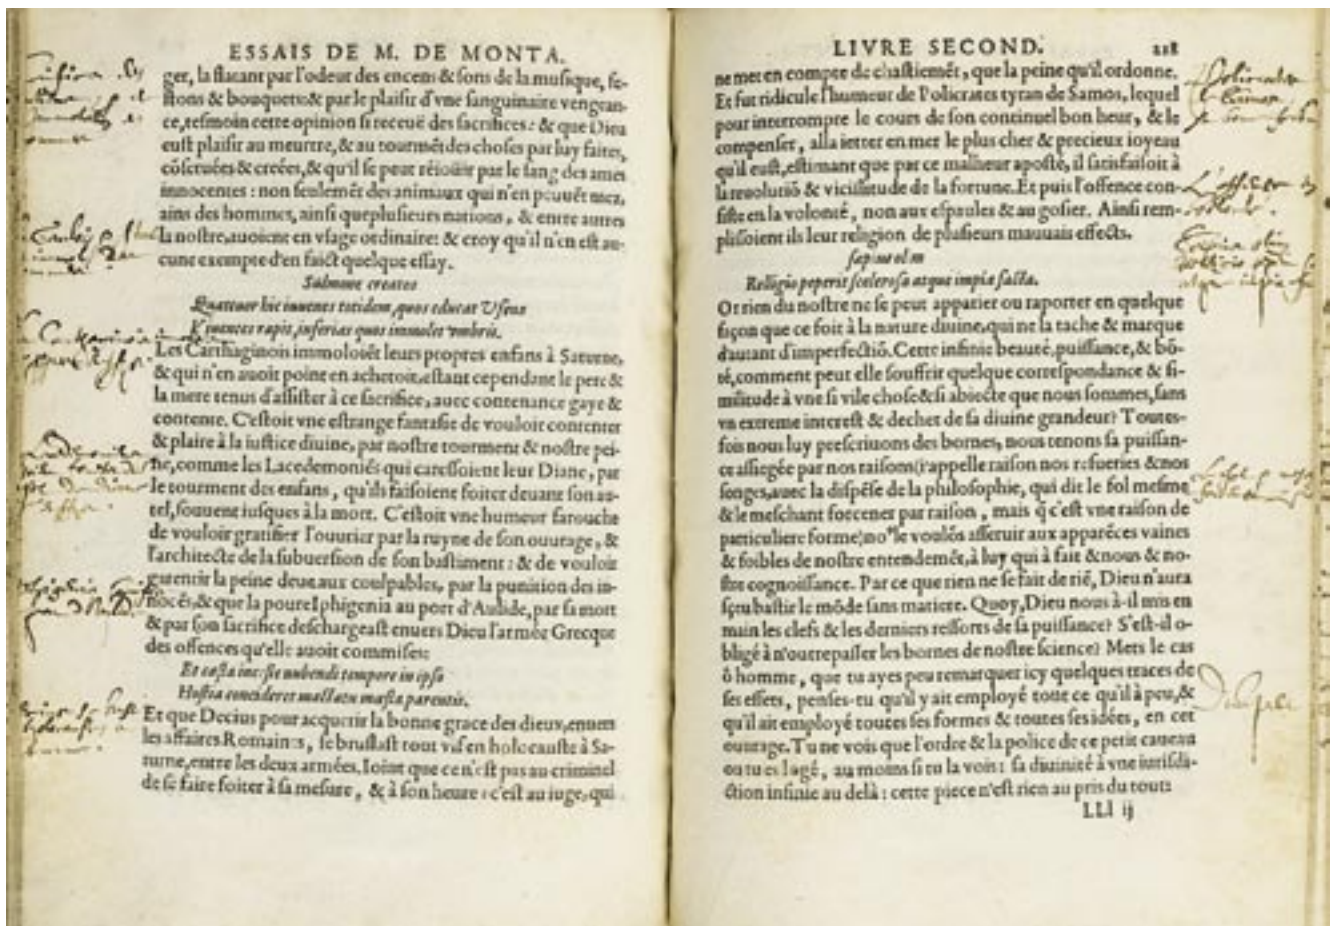 ESSAIS DE M. DE MONTA.
ger, la flatant par l'odeur des encens & sons de la musique, fe-
stons & bouquets: & par le plaisir d'vne sanguinaire vengean-
ce, tesmoin cette opinion si receuë des sacrifices: & que Dieu
eust plaisir au meurtre, & au tourmẽt des choses par luy faites,
cõseruées & creées, & qu'il se peut réiouïr par le sang des ames
innocentes: non seulemẽt des animaux qui n'en peuuẽt mez,
ains des hommes, ainsi que plusieurs nations, & entre autres
la nostre, auoient en vsage ordinaire: & croy qu'il n'en est au-
cune exempte d'en faict quelque essay.
Sulmone creatos
Quattuor hic iuuenes totidem, quos educat Vfens
Viuentes rapit, inferias quos immolet vmbris.
Les Carthaginois immoloiẽt leurs propres enfans à Saturne,
& qui n'en auoit point en achetoit, estant cependant le pere &
la mere tenus d'assister à ce sacrifice, auec contenance gaye &
contente. C'estoit vne estrange fantasie de vouloir contenter
& plaire à la iustice diuine, par nostre tourment & nostre pei-
ne, comme les Lacedemoniẽs qui caressoient leur Diane, par
le tourment des enfans, qu'ils faisoient foiter deuant son au-
tel, souuent iusques à la mort. C'estoit vne humeur farouche
de vouloir gratifier l'ouurier par la ruyne de son ouurage, &
l'architecte de la subuersion de son bastiment: & de vouloir
guarentir la peine deue aux coulpables, par la punition des in-
nocẽs, & que la poure Iphigenia au port d'Aulide, par sa mort
& par son sacrifice deschargeast enuers Dieu l'armée Grecque
des offences qu'elle auoit commises:
Et casta inceste nubendi tempore in ipso
Hostia concideret mactatu mæsta parentis.
Et que Decius pour acquerir la bonne grace des dieux, enuers
les affaires Romaines, se bruslast tout vif en holocauste à Sa-
turne, entre les deux armées. Ioint que ce n'est pas au criminel
de se faire foiter à sa mesure, & à son heure: c'est au iuge, qui
LIVRE SECOND. 218
ne met en compte de chastiemẽt, que la peine qu'il ordonne.
Et fut ridicule l'humeur de Policrates tyran de Samos, lequel
pour interrompre le cours de son continuel bon heur, & le
compenser, alla ietter en mer le plus cher & precieux ioyeau
qu'il eust, estimant que par ce malheur aposté, il satisfaisoit à
la reuolutiõ & vicissitude de la fortune. Et puis l'offence con-
siste en la volonté, non aux espaules & au gosier. Ainsi rem-
plissoient ils leur religion de plusieurs mauuais effects.
sæpius olim
Religio peperit scelerosa atque impia facta.
Or rien du nostre ne se peut apparier ou raporter en quelque
façon que ce soit à la nature diuine, qui ne la tache & marque
d'autant d'imperfectiõ. Cette infinie beauté, puissance, & bõ-
té, comment peut elle souffrir quelque correspondance & si-
militude à vne si vile chose & si abiecte que nous sommes, sans
vn extreme interest & dechet de sa diuine grandeur? Toutes-
fois nous luy prescriuons des bornes, nous tenons sa puissan-
ce assiegée par nos raisons (i'appelle raison nos resueries & nos
songes, auec la dispẽse de la philosophie, qui dit le fol mesme
& le meschant forcener par raison, mais q̃ c'est vne raison de
particuliere forme) no⁹ le voulõs asseruir aux apparẽces vaines
& foibles de nostre entendemẽt, à luy qui à fait & nous & no-
stre cognoissance. Par ce que rien ne se fait de riẽ, Dieu n'aura
sçeu bastir le mõde sans matiere. Quoy, Dieu nous à-il mis en
main les clefs & les derniers ressorts de sa puissance? S'est-il o-
bligé à n'outrepasser les bornes de nostre science? Mets le cas
ô homme, que tu ayes peu remarquer icy quelques traces de
ses effets, penses-tu qu'il y ait employé tout ce qu'il à peu, &
qu'il ait employé toutes ses formes & toutes ses idées, en cet
ouurage. Tu ne vois que l'ordre & la police de ce petit caueau
ou tu es logé, au moins si tu la vois: sa diuinité à vne iurisdi-
ction infinie au delà: cette piece n'est rien au pris du tout:
LLl ij